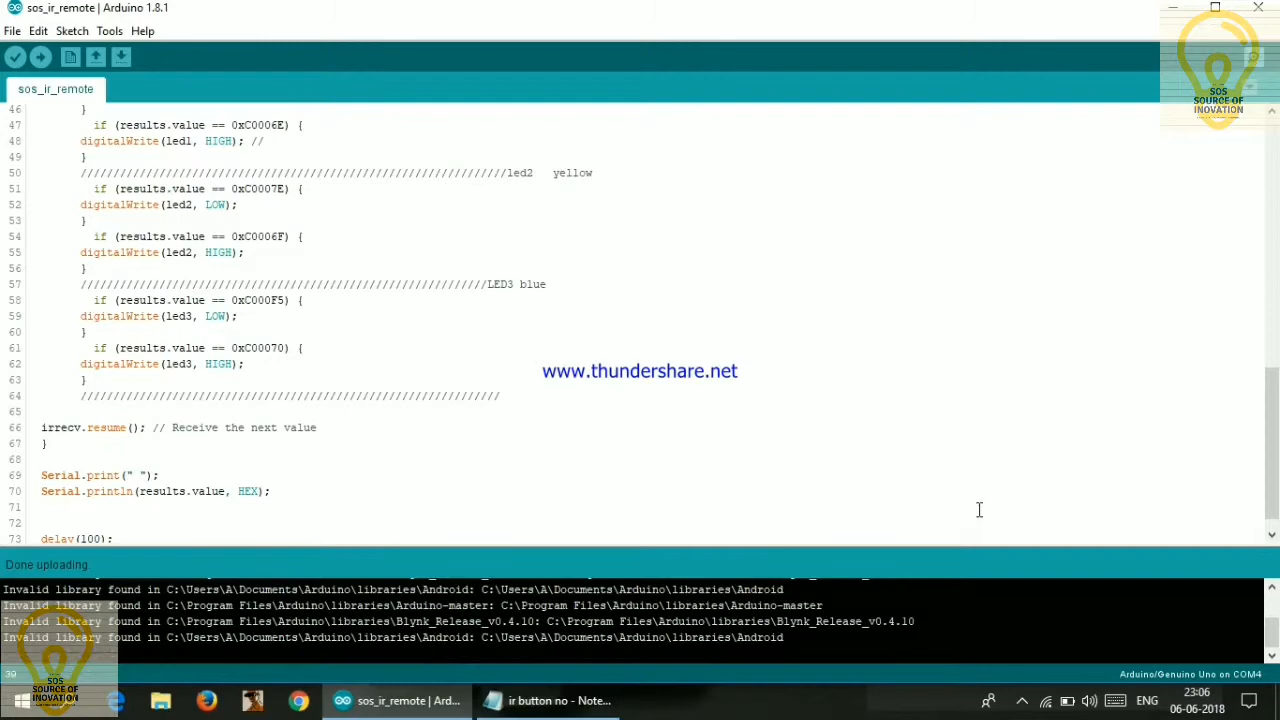 sos_ir_remote | Arduino 1.8.1
File Edit Sketch Tools Help
SOS
SOURCE OF
INOVATION
sos_ir_remote
46 }
47 if (results.value == 0xC0006E) {
48 digitalWrite(led1, HIGH); //
49 }
50 /////////////////////////////////////////////////////////////////led2 yellow
51 if (results.value == 0xC0007E) {
52 digitalWrite(led2, LOW);
53 }
54 if (results.value == 0xC0006F) {
55 digitalWrite(led2, HIGH);
56 }
57 //////////////////////////////////////////////////////////////LED3 blue
58 if (results.value == 0xC000F5) {
59 digitalWrite(led3, LOW);
60 }
61 if (results.value == 0xC00070) {
62 digitalWrite(led3, HIGH);
63 }
www.thundershare.net
64 ////////////////////////////////////////////////////////////////
65
66 irrecv.resume(); // Receive the next value
67 }
68
69 Serial.print(" ");
70 Serial.println(results.value, HEX);
71
72
73 delay(100);
Done uploading.
Invalid library found in C:\Users\A\Documents\Arduino\libraries\Android: C:\Users\A\Documents\Arduino\libraries\Android
Invalid library found in C:\Program Files\Arduino\libraries\Arduino-master: C:\Program Files\Arduino\libraries\Arduino-master
Invalid library found in C:\Program Files\Arduino\libraries\Blynk_Release_v0.4.10: C:\Program Files\Arduino\libraries\Blynk_Release_v0.4.10
Invalid library found in C:\Users\A\Documents\Arduino\libraries\Android: C:\Users\A\Documents\Arduino\libraries\Android
39
Arduino/Genuino Uno on COM4
SOS
SOURCE OF
INOVATION
sos_ir_remote | Ard...
ir button no - Note...
ENG
23:06
06-06-2018